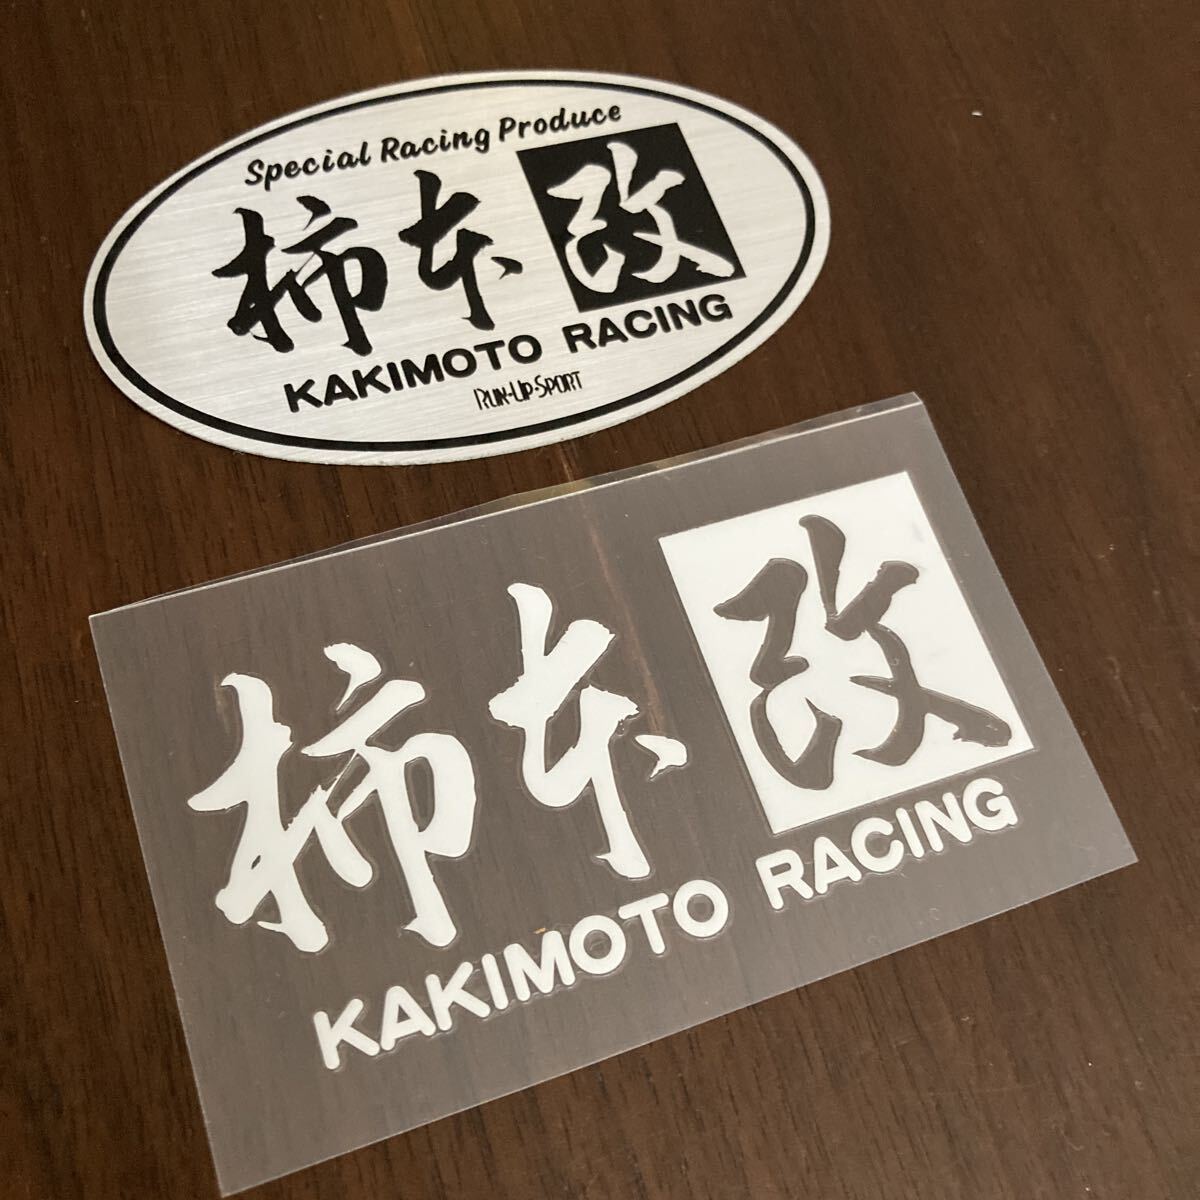 Special Racing Produce
柿本改
KAKIMOTO RACING
RUN-UP-SPORT
柿本改
KAKIMOTO RACING